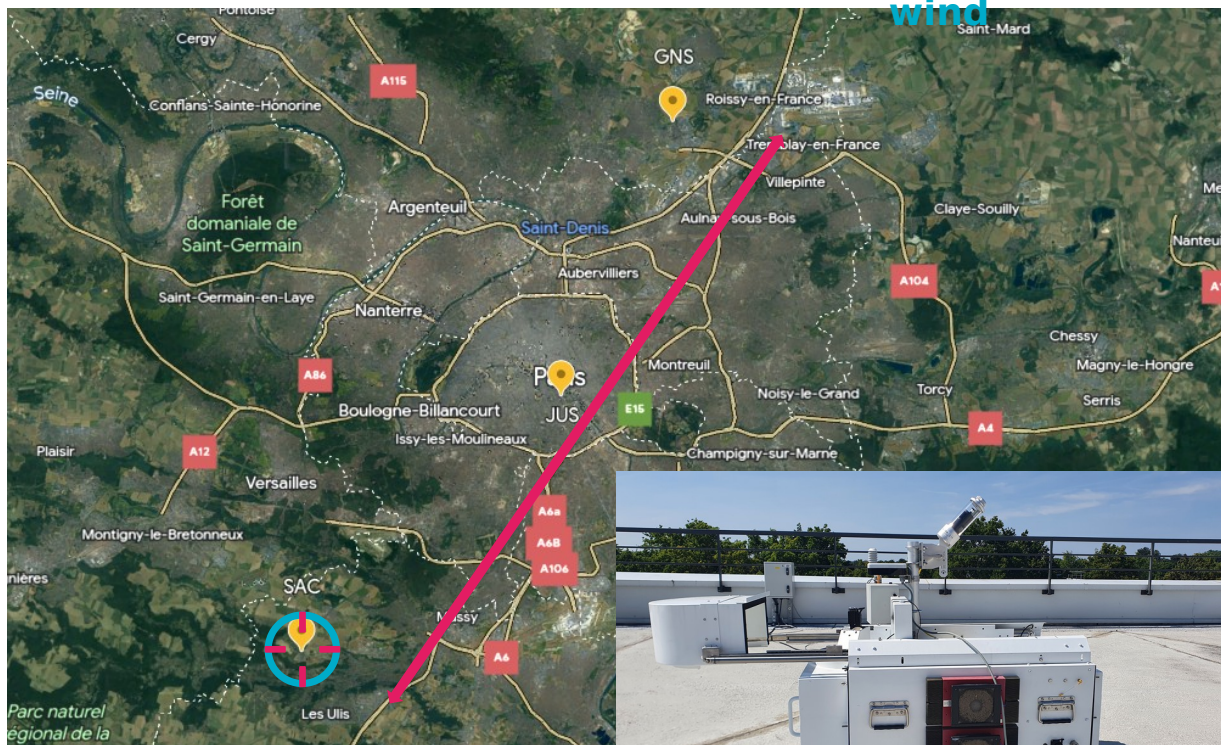 wind
Pontoise
Saint-Mard
Cergy
GNS
A115
Seine
Conflans-Sainte-Honorine
Roissy-en-France
Tremblay-en-France
Villepinte
Forêt
domaniale de
Saint-Germain
Argenteuil
Saint-Denis
Aulnay-sous-Bois
Claye-Souilly
Aubervilliers
A104
Saint-Germain-en-Laye
Nanterre
Chessy
Montreuil
Magny-le-Hongre
A86
Paris
Noisy-le-Grand
Torcy
Serris
Boulogne-Billancourt
JUS
E15
A4
Issy-les-Moulineaux
Plaisir
A12
Champigny-sur-Marne
Versailles
A6a
Montigny-le-Bretonneux
A6B
A106
nières
SAC
Massy
A6
Les Ulis
Parc naturel
égional de la